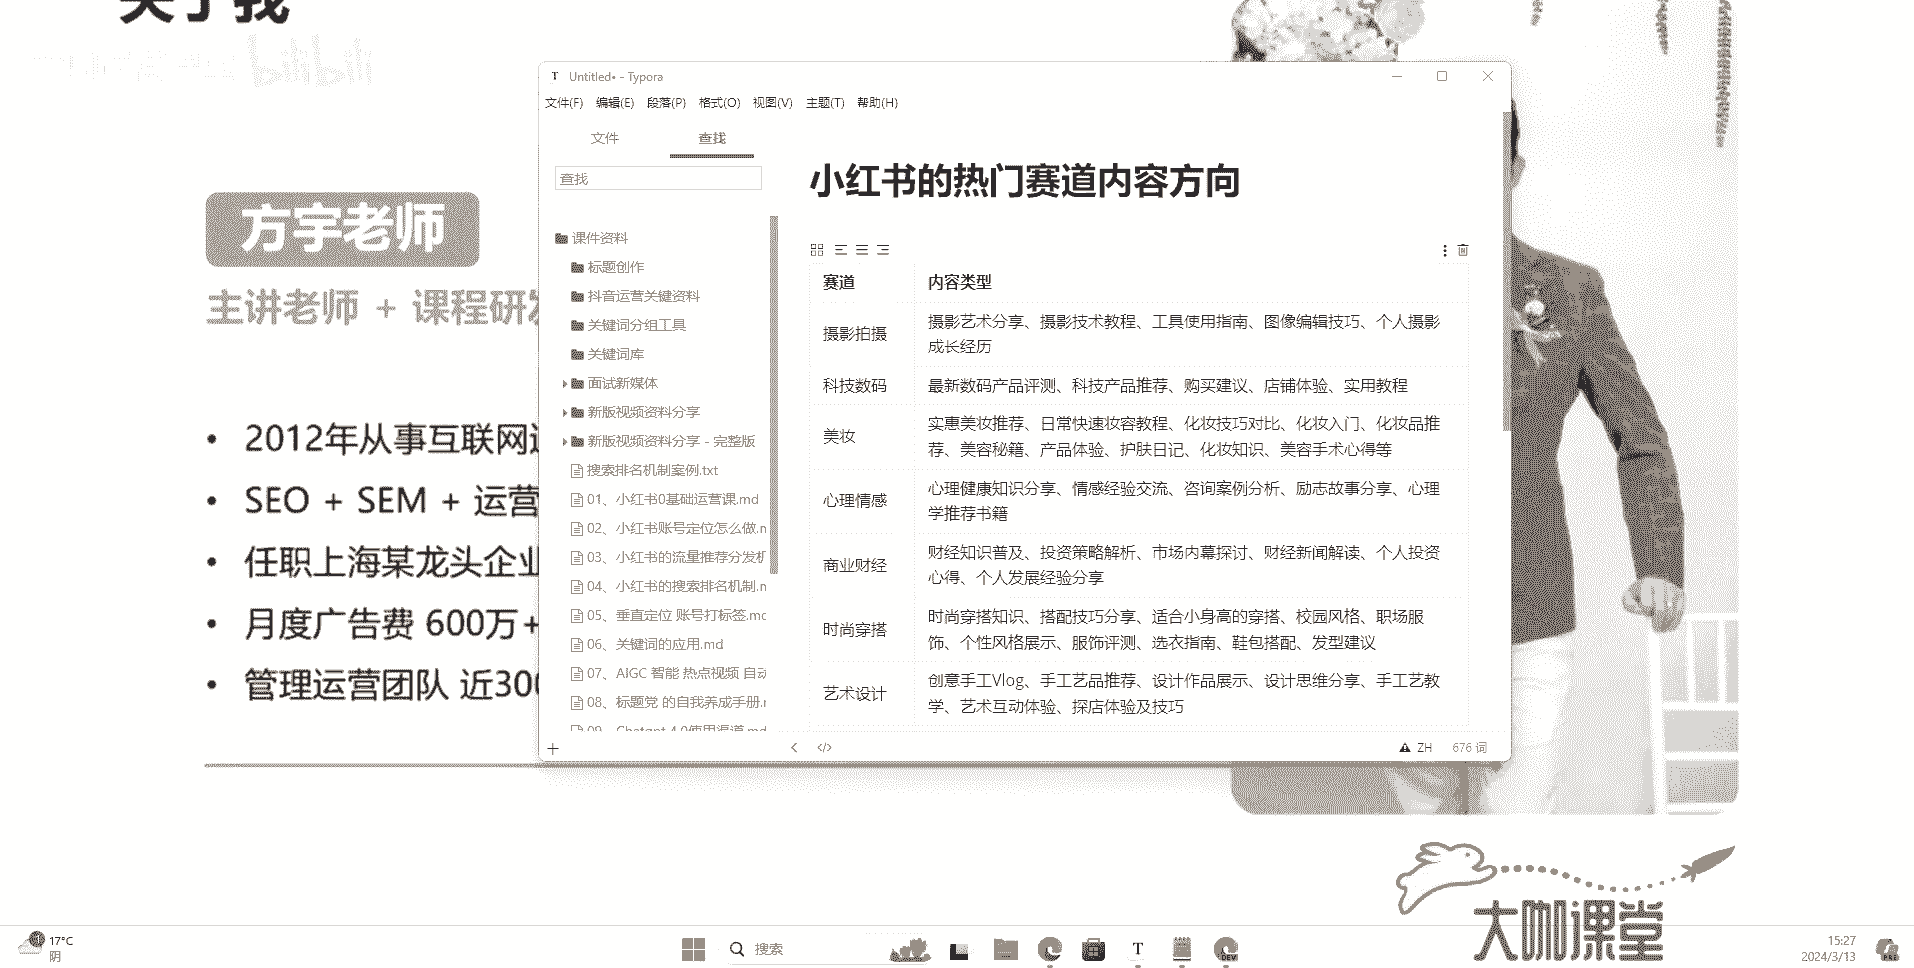 关于我
bilibili
方宇老师
主讲老师 + 课程研发
2012年从事互联网
SEO + SEM + 运营
任职上海某龙头企业
月度广告费 600万+
管理运营团队 近300
Untitled• - Typora
文件(F) 编辑(E) 段落(P) 格式(O) 视图(V) 主题(T) 帮助(H)
文件 查找
查找
课件资料
标题创作
抖音运营关键资料
关键词分组工具
关键词库
面试新媒体
新版视频资料分享
新版视频资料分享 - 完整版
搜索排名机制案例.txt
01、小红书0基础运营课.md
02、小红书账号定位怎么做.m
03、小红书的流量推荐分发机
04、小红书的搜索排名机制.m
05、垂直定位 账号打标签.md
06、关键词的应用.md
07、AIGC 智能 热点视频 自动
08、标题党 的自我养成手册.m
09、Chatgpt 4.0使用渠道.md
小红书的热门赛道内容方向
赛道 内容类型
摄影拍摄 摄影艺术分享、摄影技术教程、工具使用指南、图像编辑技巧、个人摄影
成长经历
科技数码 最新数码产品评测、科技产品推荐、购买建议、店铺体验、实用教程
美妆 实惠美妆推荐、日常快速妆容教程、化妆技巧对比、化妆入门、化妆品推
荐、美容秘籍、产品体验、护肤日记、化妆知识、美容手术心得等
心理情感 心理健康知识分享、情感经验交流、咨询案例分析、励志故事分享、心理
学推荐书籍
商业财经 财经知识普及、投资策略解析、市场内幕探讨、财经新闻解读、个人投资
心得、个人发展经验分享
时尚穿搭 时尚穿搭知识、搭配技巧分享、适合小身高的穿搭、校园风格、职场服
饰、个性风格展示、服饰评测、选衣指南、鞋包搭配、发型建议
艺术设计 创意手工Vlog、手工艺品推荐、设计作品展示、设计思维分享、手工艺教
学、艺术互动体验、探店体验及技巧
ZH 676 词
大咖课堂
17°C
阴
搜索
DEV
15:27
2024/3/13
PRE